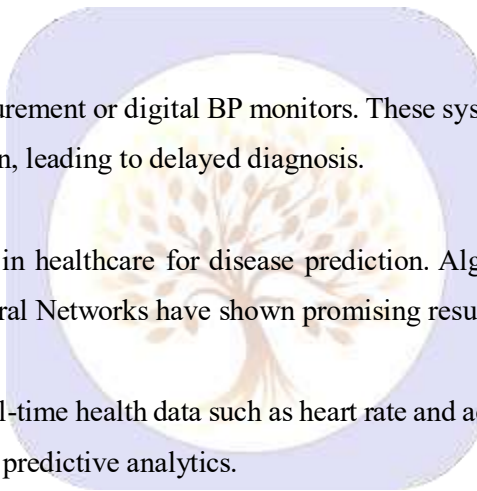 urement or digital BP monitors. These sys
n, leading to delayed diagnosis.
in healthcare for disease prediction. Alg
ral Networks have shown promising resu
l-time health data such as heart rate and a
predictive analytics.